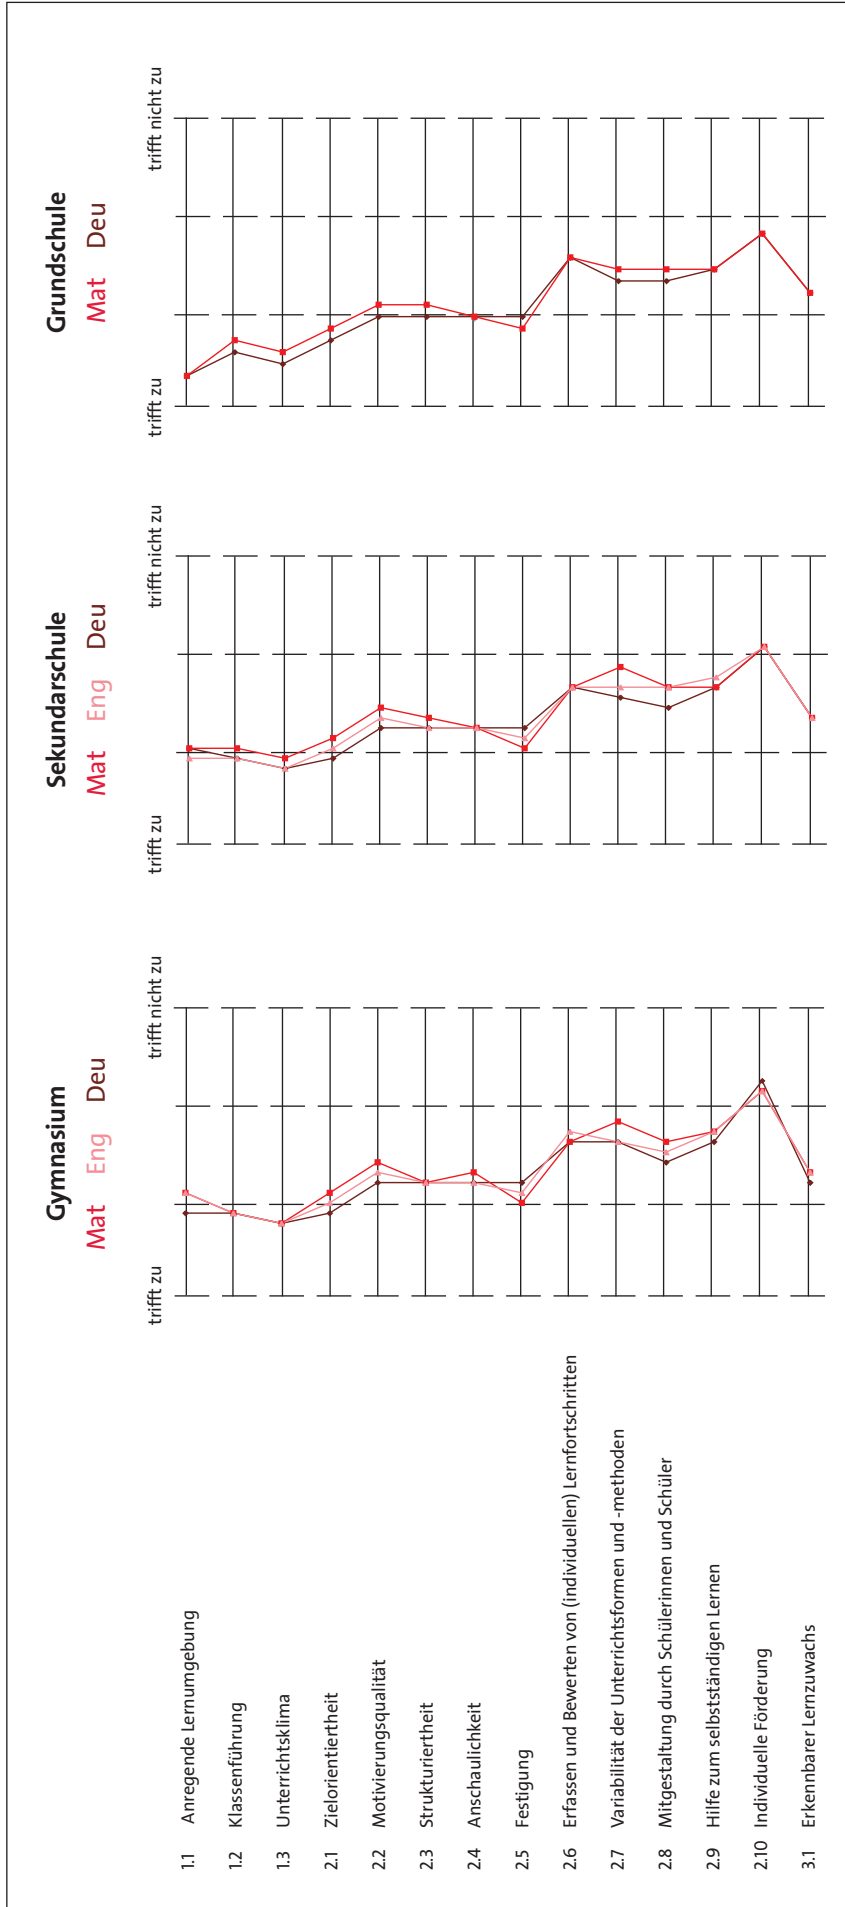 Gymnasium
Mat Eng Deu
trifft zu
trifft nicht zu
Sekundarschule
Mat Eng Deu
trifft zu
trifft nicht zu
Grundschule
Mat Deu
trifft zu
trifft nicht zu
1.1 Anregende Lernumgebung
1.2 Klassenführung
1.3 Unterrichtsklima
2.1 Zielorientiertheit
2.2 Motivierungsqualität
2.3 Strukturiertheit
2.4 Anschaulichkeit
2.5 Festigung
2.6 Erfassen und Bewerten von (individuellen) Lernfortschritten
2.7 Variabilität der Unterrichtsformen und -methoden
2.8 Mitgestaltung durch Schülerinnen und Schüler
2.9 Hilfe zum selbstständigen Lernen
2.10 Individuelle Förderung
3.1 Erkennbarer Lernzuwachs